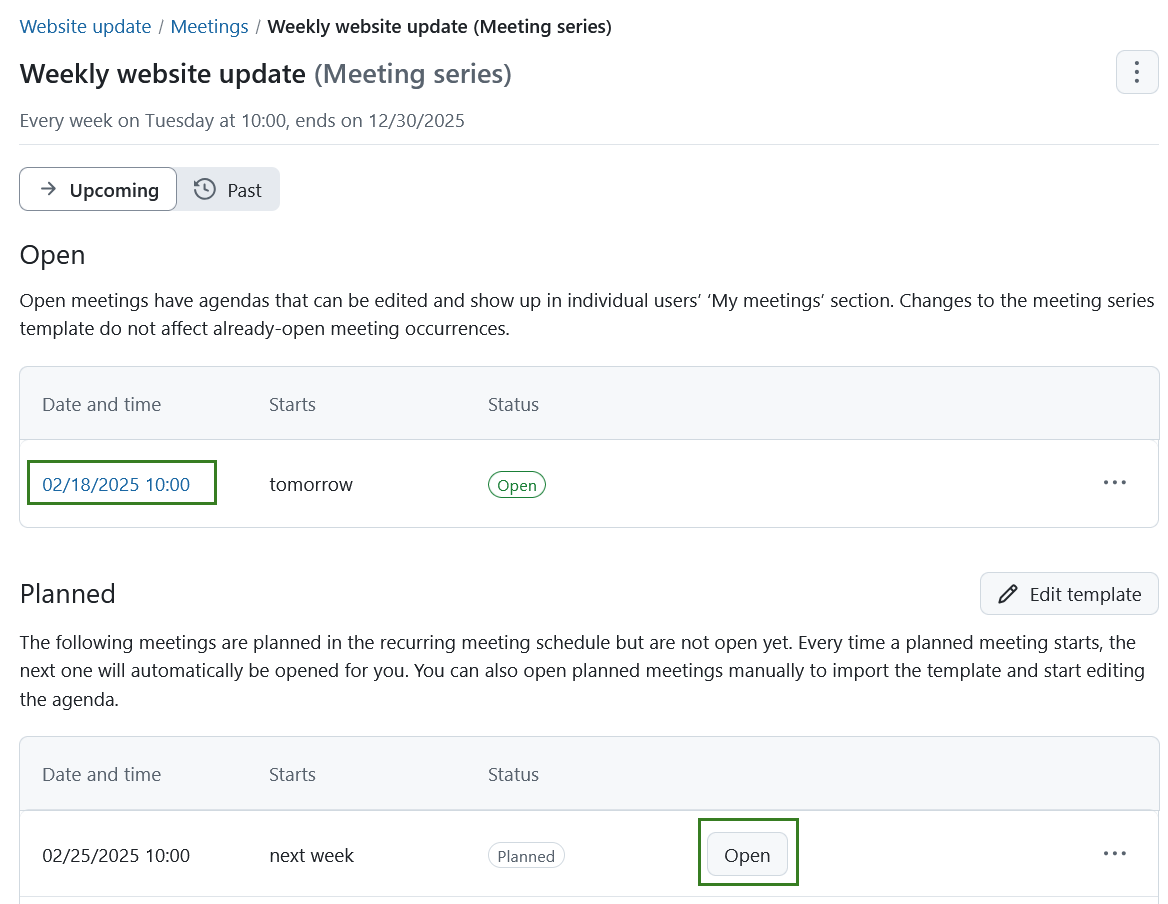 Website update / Meetings / Weekly website update (Meeting series)
Weekly website update (Meeting series)
Every week on Tuesday at 10:00, ends on 12/30/2025
Upcoming Past
Open
Open meetings have agendas that can be edited and show up in individual users’ ‘My meetings’ section. Changes to the meeting series
template do not affect already-open meeting occurrences.
Date and time Starts Status
02/18/2025 10:00 tomorrow Open
Planned Edit template
The following meetings are planned in the recurring meeting schedule but are not open yet. Every time a planned meeting starts, the
next one will automatically be opened for you. You can also open planned meetings manually to import the template and start editing
the agenda.
Date and time Starts Status
02/25/2025 10:00 next week Planned Open